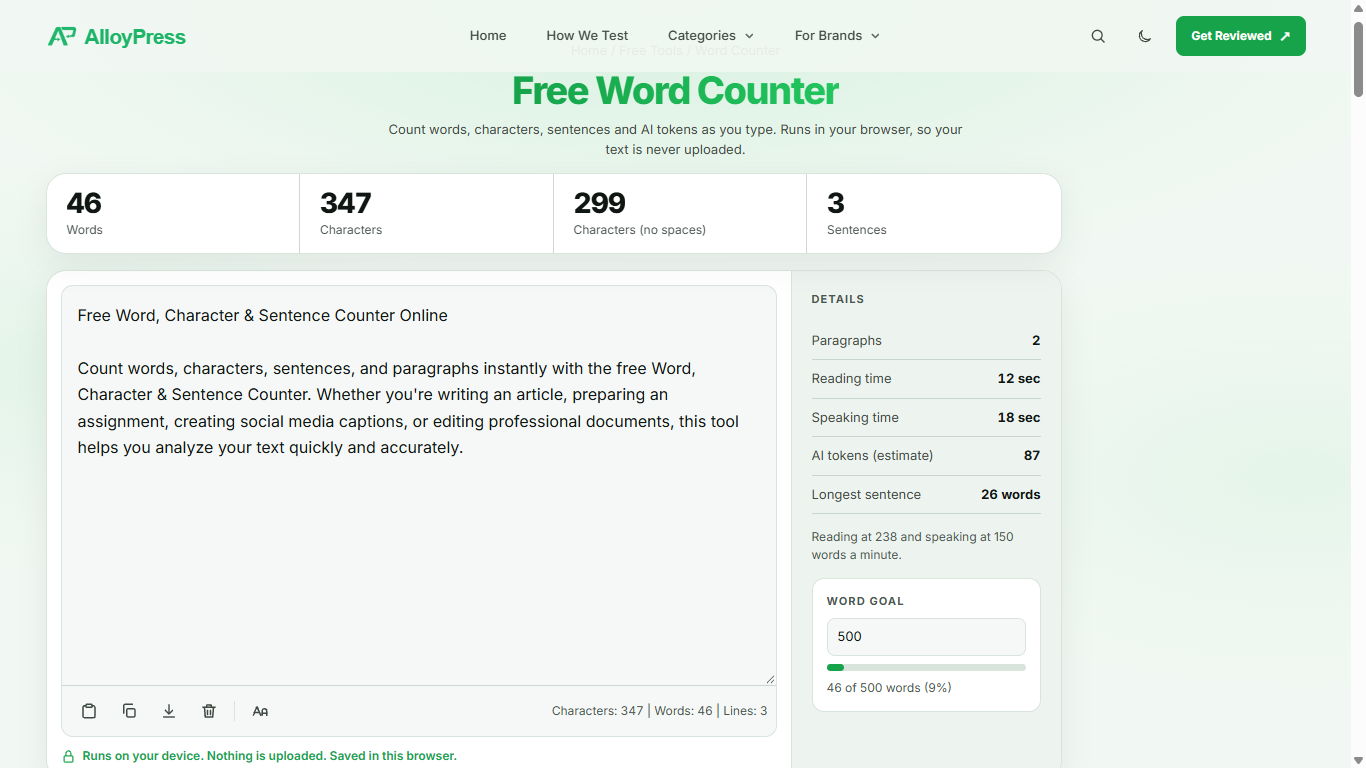 AlloyPress
Home
How We Test
Categories
For Brands
Get Reviewed ↗
Home / Free Tools / Word Counter
Free Word Counter
Count words, characters, sentences and AI tokens as you type. Runs in your browser, so your
text is never uploaded.
46
Words
347
Characters
299
Characters (no spaces)
3
Sentences
Free Word, Character & Sentence Counter Online
Count words, characters, sentences, and paragraphs instantly with the free Word,
Character & Sentence Counter. Whether you're writing an article, preparing an
assignment, creating social media captions, or editing professional documents, this tool
helps you analyze your text quickly and accurately.
Aa
Characters: 347 | Words: 46 | Lines: 3
Runs on your device. Nothing is uploaded. Saved in this browser.
DETAILS
Paragraphs 2
Reading time 12 sec
Speaking time 18 sec
AI tokens (estimate) 87
Longest sentence 26 words
Reading at 238 and speaking at 150
words a minute.
WORD GOAL
500
46 of 500 words (9%)